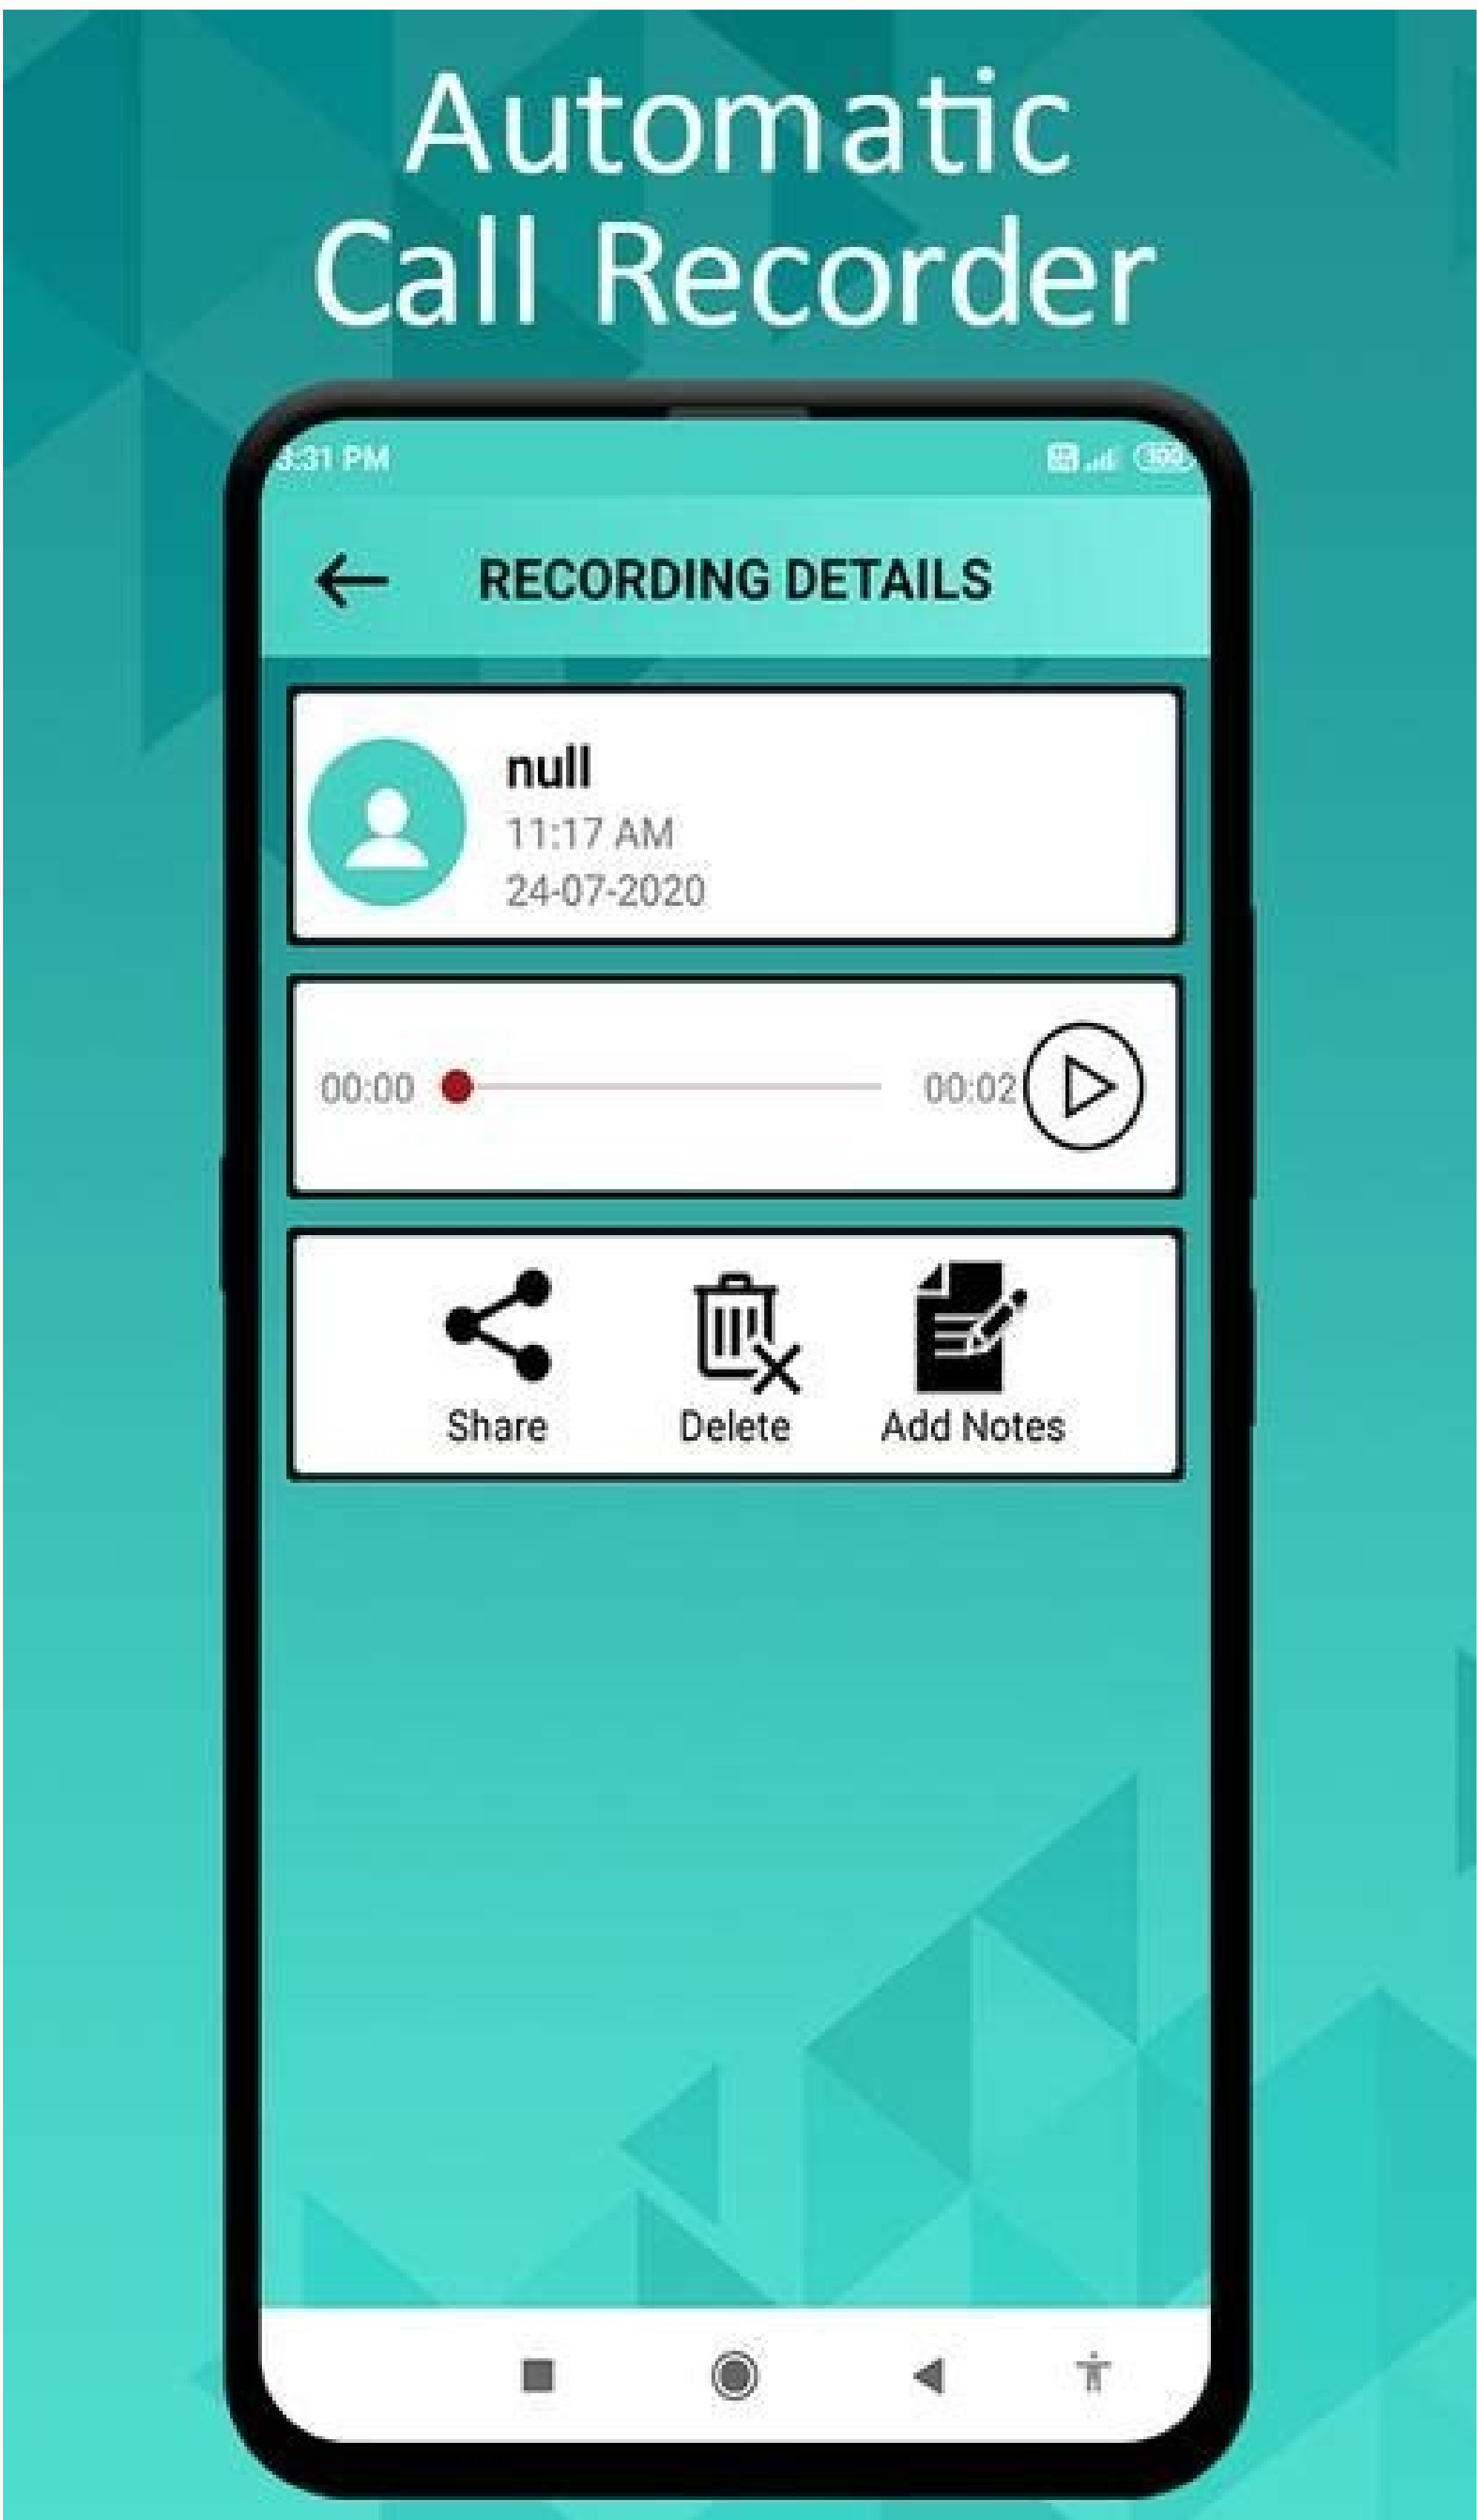 Automatic
Call Recorder
3:31 PM
RECORDING DETAILS
null
11:17 AM
24-07-2020
00:00 00:02
Share Delete Add Notes